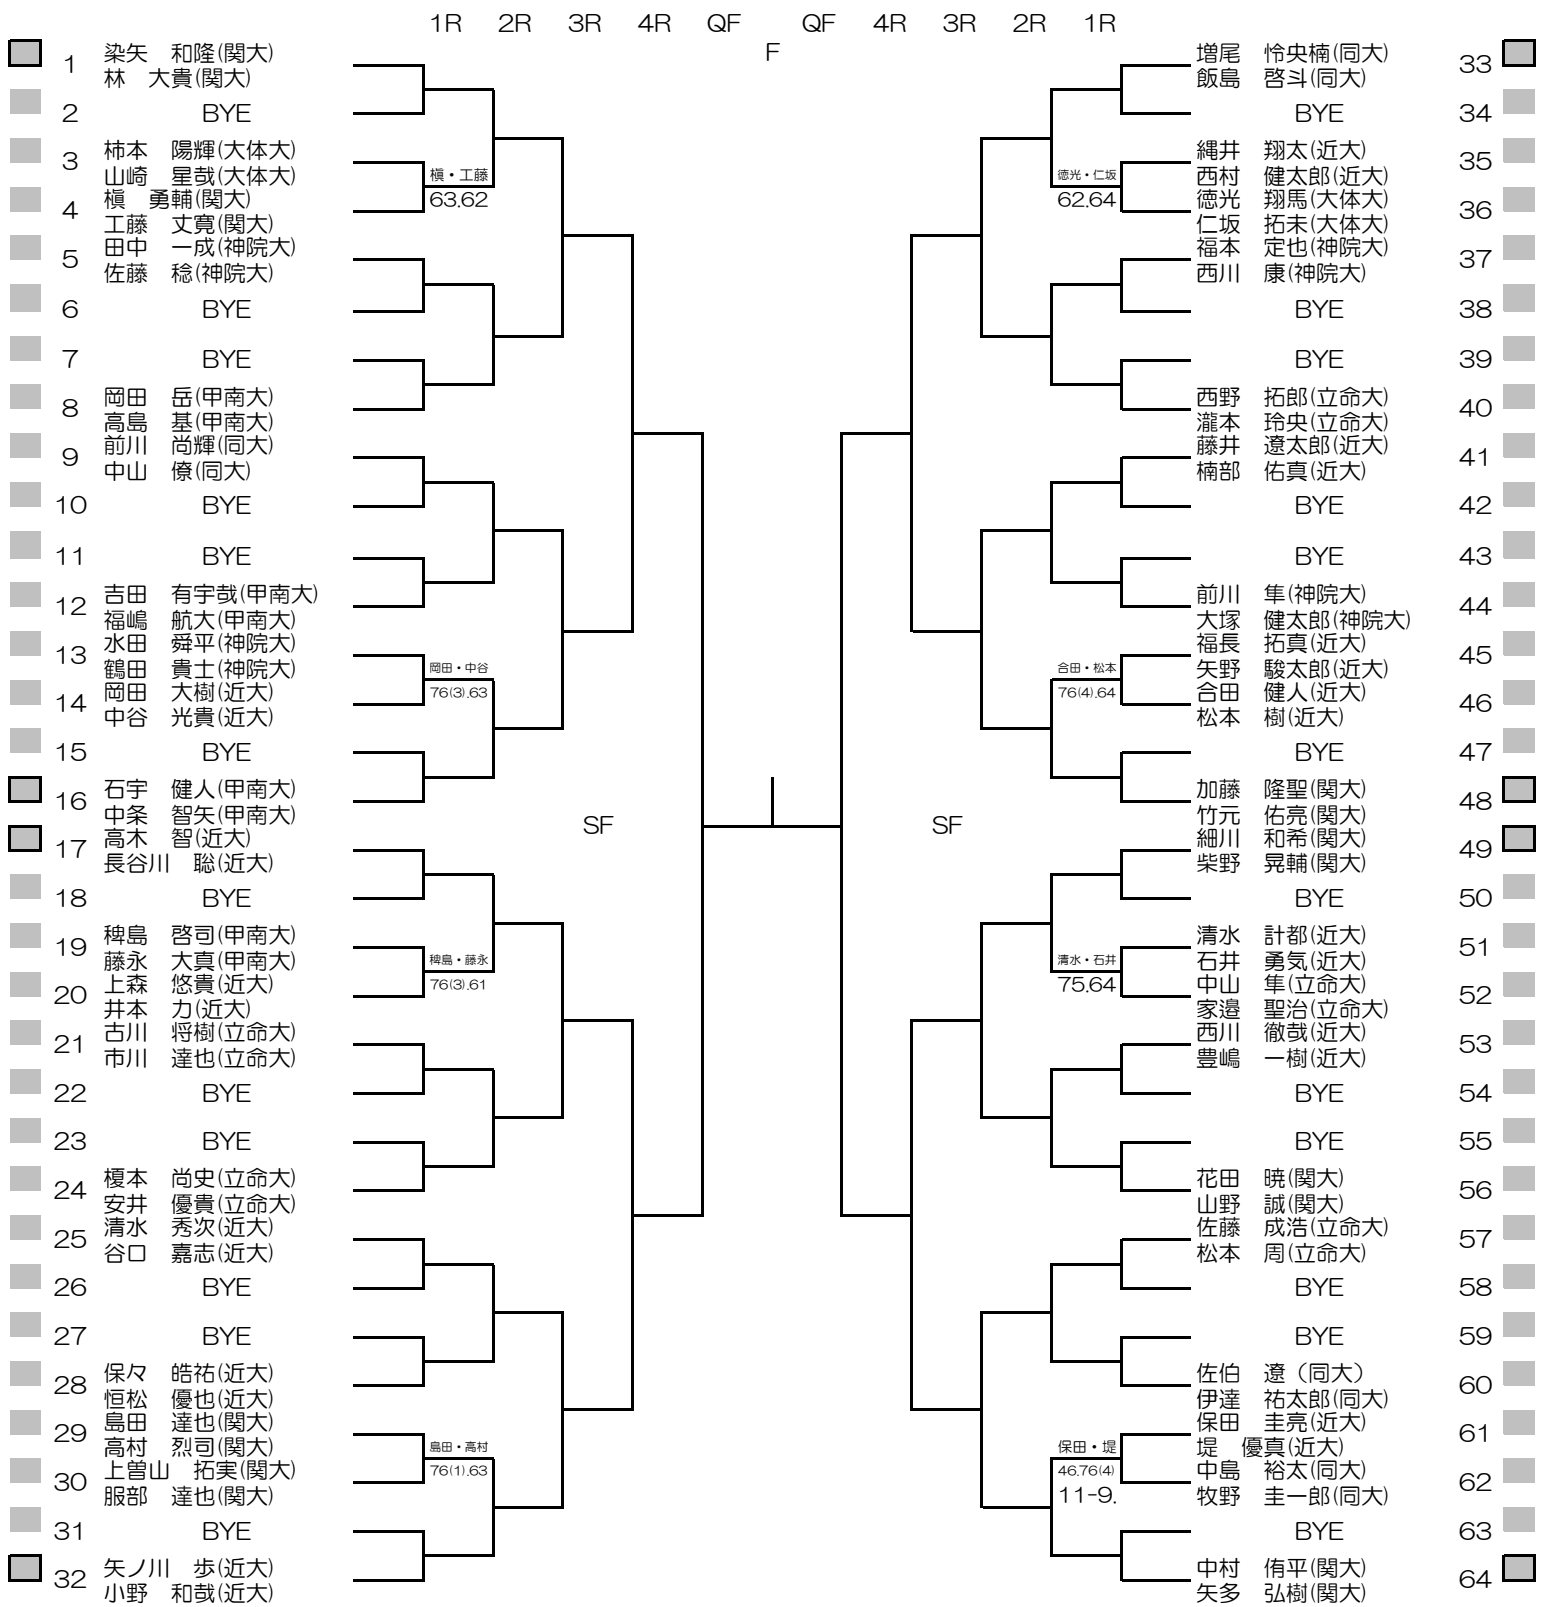 1R 2R 3R 4R QF QF 4R 3R 2R 1R
F
1 染矢 和隆(関大)
林 大貴(関大)
2 BYE
3 柿本 陽輝(大体大)
山崎 星哉(大体大)
槇・工藤
63.62
4 槇 勇輔(関大)
工藤 丈寛(関大)
5 田中 一成(神院大)
佐藤 稔(神院大)
6 BYE
7 BYE
8 岡田 岳(甲南大)
高島 基(甲南大)
9 前川 尚輝(同大)
中山 僚(同大)
10 BYE
11 BYE
12 吉田 有宇哉(甲南大)
福嶋 航大(甲南大)
13 水田 舜平(神院大)
鶴田 貴士(神院大)
岡田・中谷
76(3).63
14 岡田 大樹(近大)
中谷 光貴(近大)
15 BYE
16 石宇 健人(甲南大)
中条 智矢(甲南大)
SF
17 高木 智(近大)
長谷川 聡(近大)
18 BYE
19 稗島 啓司(甲南大)
藤永 大真(甲南大)
稗島・藤永
76(3).61
20 上森 悠貴(近大)
井本 力(近大)
21 古川 将樹(立命大)
市川 達也(立命大)
22 BYE
23 BYE
24 榎本 尚史(立命大)
安井 優貴(立命大)
25 清水 秀次(近大)
谷口 嘉志(近大)
26 BYE
27 BYE
28 保々 皓祐(近大)
恒松 優也(近大)
29 島田 達也(関大)
高村 烈司(関大)
島田・高村
76(1).63
30 上曽山 拓実(関大)
服部 達也(関大)
31 BYE
32 矢ノ川 歩(近大)
小野 和哉(近大)
増尾 怜央楠(同大) 33
飯島 啓斗(同大)
BYE 34
縄井 翔太(近大) 35
西村 健太郎(近大)
徳光・仁坂
62.64
徳光 翔馬(大体大) 36
仁坂 拓未(大体大)
福本 定也(神院大) 37
西川 康(神院大)
BYE 38
BYE 39
西野 拓郎(立命大) 40
瀧本 玲央(立命大)
藤井 遼太郎(近大) 41
楠部 佑真(近大)
BYE 42
BYE 43
前川 隼(神院大) 44
大塚 健太郎(神院大)
福長 拓真(近大) 45
矢野 駿太郎(近大)
合田・松本
76(4).64
合田 健人(近大) 46
松本 樹(近大)
BYE 47
加藤 隆聖(関大) 48
竹元 佑亮(関大)
SF
細川 和希(関大) 49
柴野 晃輔(関大)
BYE 50
清水 計都(近大) 51
石井 勇気(近大)
清水・石井
75.64
中山 隼(立命大) 52
家邉 聖治(立命大)
西川 徹哉(近大) 53
豊嶋 一樹(近大)
BYE 54
BYE 55
花田 暁(関大) 56
山野 誠(関大)
佐藤 成浩(立命大) 57
松本 周(立命大)
BYE 58
BYE 59
佐伯 遼（同大） 60
伊達 祐太郎(同大)
保田 圭亮(近大) 61
堤 優真(近大)
保田・堤
46.76(4)
11-9.
中島 裕太(同大) 62
牧野 圭一郎(同大)
BYE 63
中村 侑平(関大) 64
矢多 弘樹(関大)